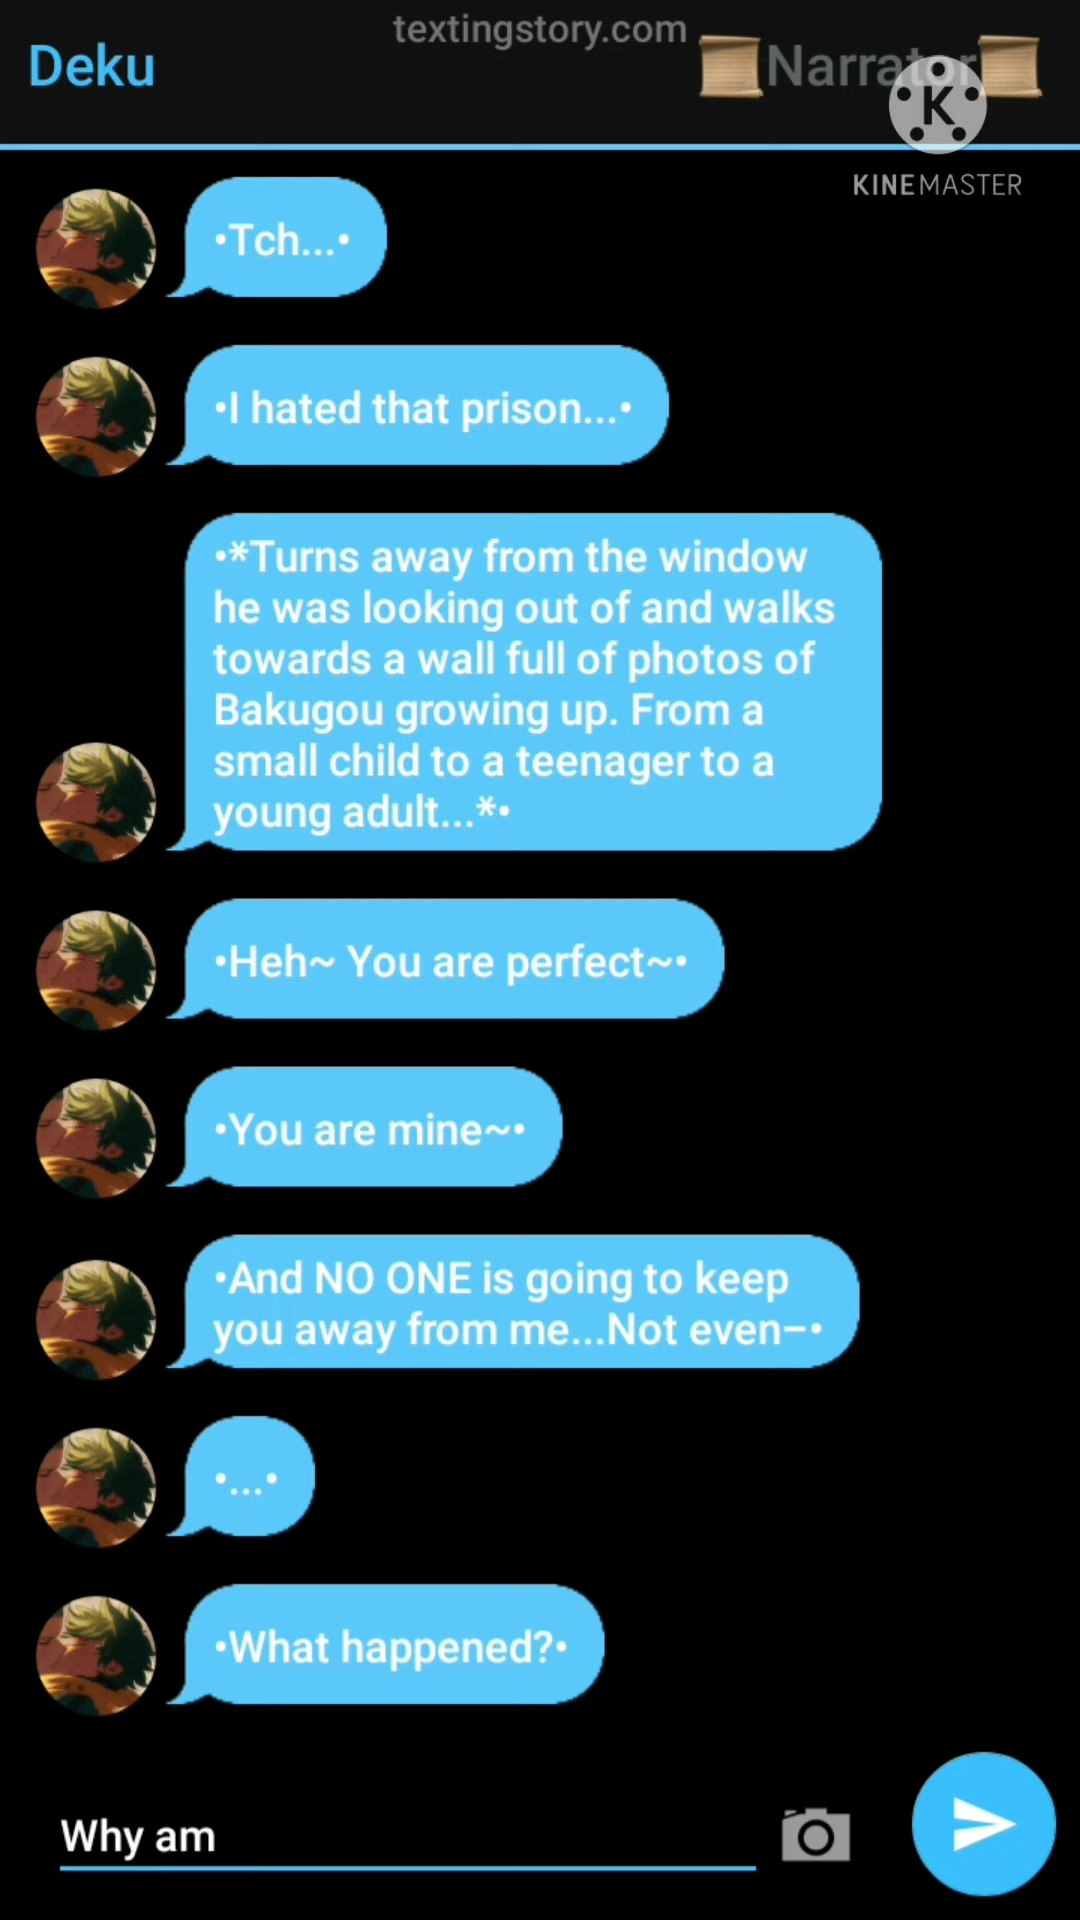 textingstory.com
Deku
Narrator
K
KINEMASTER
•Tch...•
•I hated that prison...•
•*Turns away from the window
he was looking out of and walks
towards a wall full of photos of
Bakugou growing up. From a
small child to a teenager to a
young adult...*•
•Heh~ You are perfect~•
•You are mine~•
•And NO ONE is going to keep
you away from me...Not even–•
•...•
•What happened?•
Why am